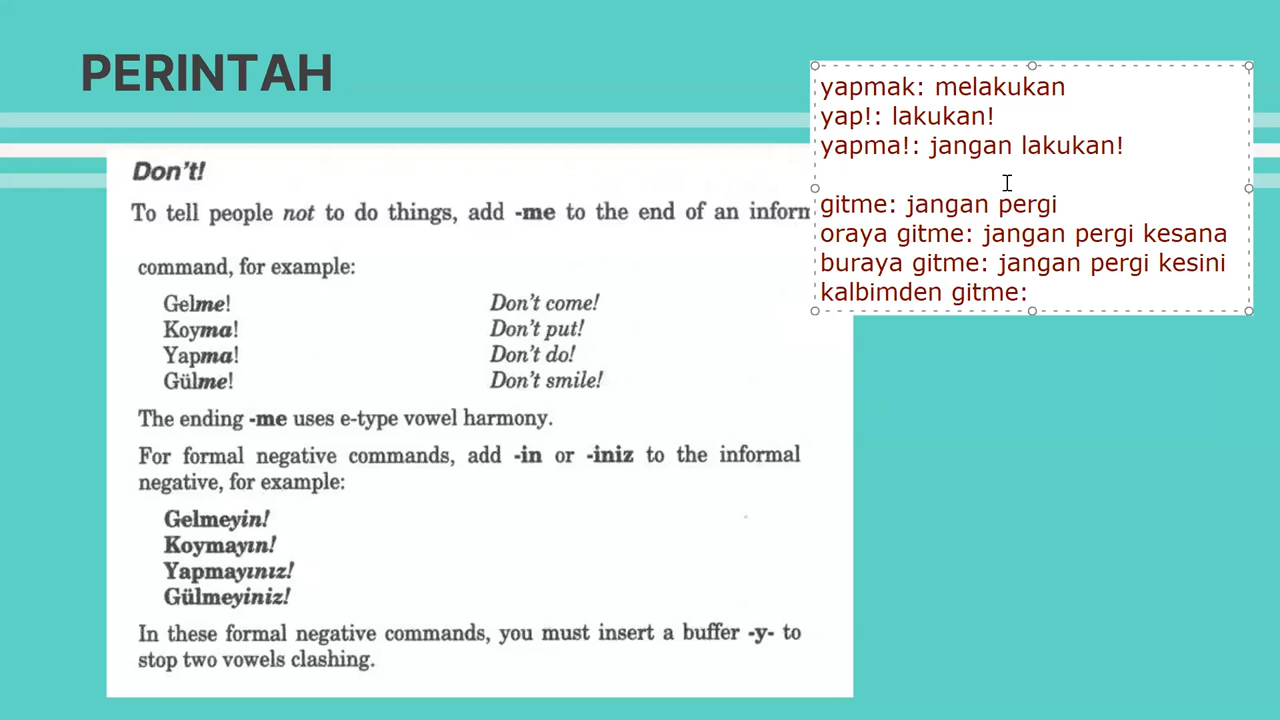 PERINTAH
Don't!
To tell people not to do things, add -me to the end of an inform
command, for example:
Gelme! Don't come!
Koyma! Don't put!
Yapma! Don't do!
Gülme! Don't smile!
The ending -me uses e-type vowel harmony.
For formal negative commands, add -in or -iniz to the informal
negative, for example:
Gelmeyin!
Koymayın!
Yapmayınız!
Gülmeyiniz!
In these formal negative commands, you must insert a buffer -y- to
stop two vowels clashing.
yapmak: melakukan
yap!: lakukan!
yapma!: jangan lakukan!
gitme: jangan pergi
oraya gitme: jangan pergi kesana
buraya gitme: jangan pergi kesini
kalbimden gitme: